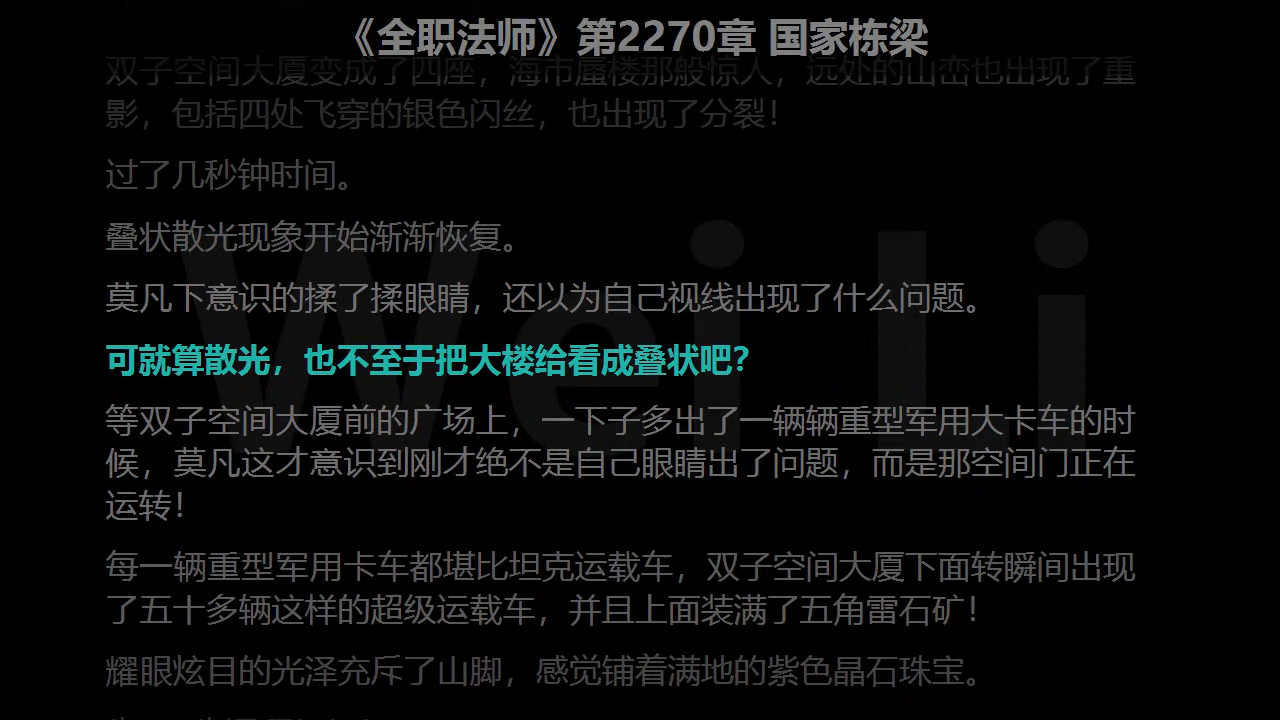 《全职法师》第2270章 国家栋梁
双子空间大厦变成了四座，海市蜃楼那般惊人，远处的山峦也出现了重
影，包括四处飞穿的银色闪丝，也出现了分裂！
过了几秒钟时间。
叠状散光现象开始渐渐恢复。
莫凡下意识的揉了揉眼睛，还以为自己视线出现了什么问题。
可就算散光，也不至于把大楼给看成叠状吧？
等双子空间大厦前的广场上，一下子多出了一辆辆重型军用大卡车的时
候，莫凡这才意识到刚才绝不是自己眼睛出了问题，而是那空间门正在
运转！
每一辆重型军用卡车都堪比坦克运载车，双子空间大厦下面转瞬间出现
了五十多辆这样的超级运载车，并且上面装满了五角雷石矿！
耀眼炫目的光泽充斥了山脚，感觉铺着满地的紫色晶石珠宝。
Wei Li